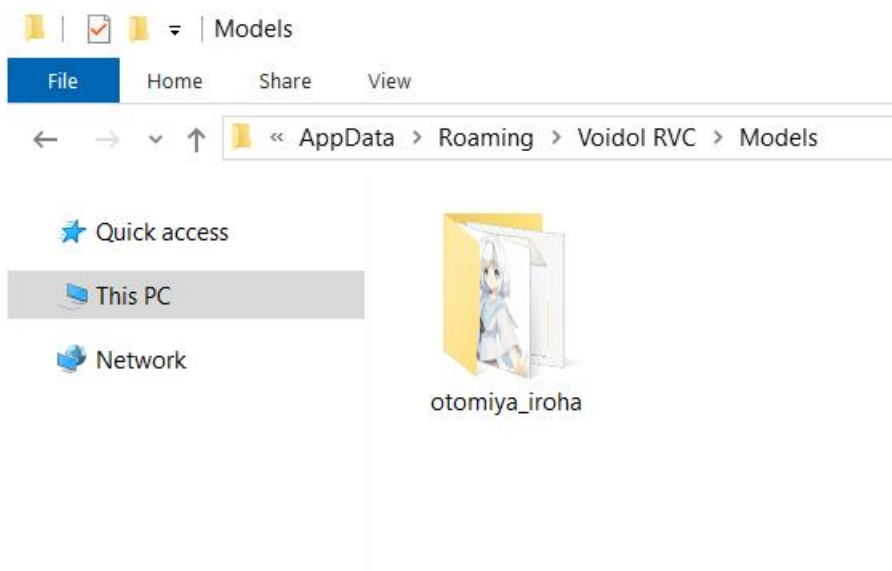 Models
File Home Share View
« AppData > Roaming > Voidol RVC > Models
Quick access
This PC
Network
otomiya_iroha